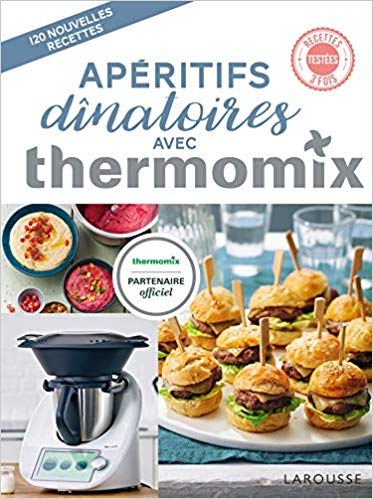 120 NOUVELLES
RECETTES
RECETTES
TESTÉES
3 FOIS
APÉRITIFS
dînatoires
AVEC
thermomix
thermomix
PARTENAIRE
officiel
LAROUSSE